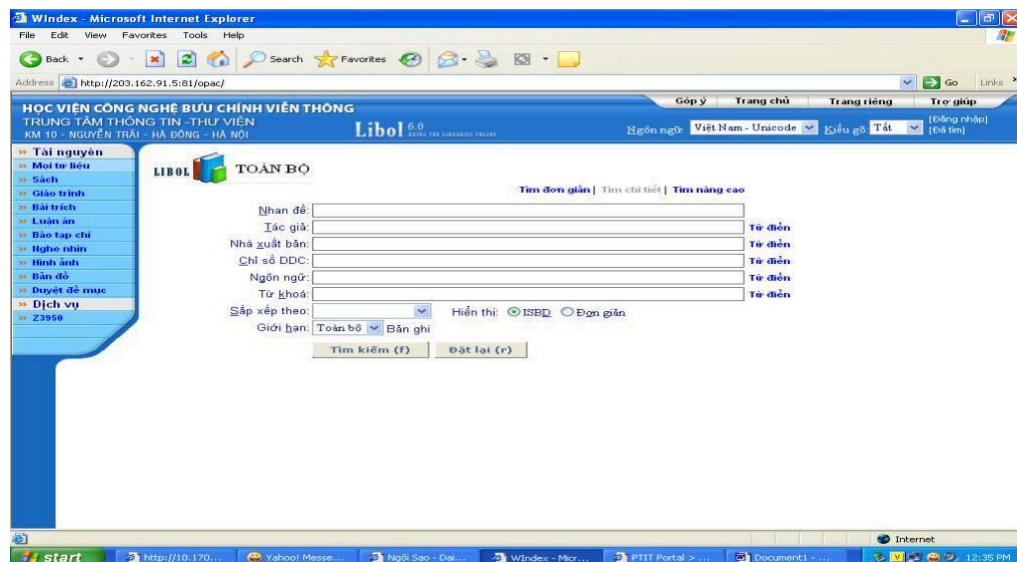 WIndex - Microsoft Internet Explorer
File Edit View Favorites Tools Help
Back Search Favorites
Address http://203.162.91.5:81/opac/ Go Links
HỌC VIỆN CÔNG NGHỆ BƯU CHÍNH VIỄN THÔNG
Góp ý Trang chủ Trang riêng Trợ giúp
TRUNG TÂM THÔNG TIN -THƯ VIỆN
KM 10 - NGUYỄN TRÃI - HÀ ĐÔNG - HÀ NỘI
Libol 6.0
Ngôn ngữ: Việt Nam - Unicode Kiểu gõ: Tắt
[Đăng nhập]
[Đã tìm]
» Tài nguyên
» Mọi tư liệu
» Sách
» Giáo trình
» Bài trích
» Luận án
» Báo tạp chí
» Nghe nhìn
» Hình ảnh
» Bản đồ
» Duyệt đề mục
» Dịch vụ
» Z3950
LIBOL TOÀN BỘ
Tìm đơn giản | Tìm chi tiết | Tìm nâng cao
Nhan đề:
Tác giả: Từ điển
Nhà xuất bản: Từ điển
Chỉ số DDC: Từ điển
Ngôn ngữ: Từ điển
Từ khoá: Từ điển
Sắp xếp theo: Hiển thị: ISBD Đơn giản
Giới hạn: Toàn bộ Bản ghi
Tìm kiếm (f) Đặt lại (r)
Internet
start http://10.170... Yahoo! Messe... Ngôi Sao - Dai... WIndex - Micr... PTIT Portal > ... Document1 - ... 12:35 PM